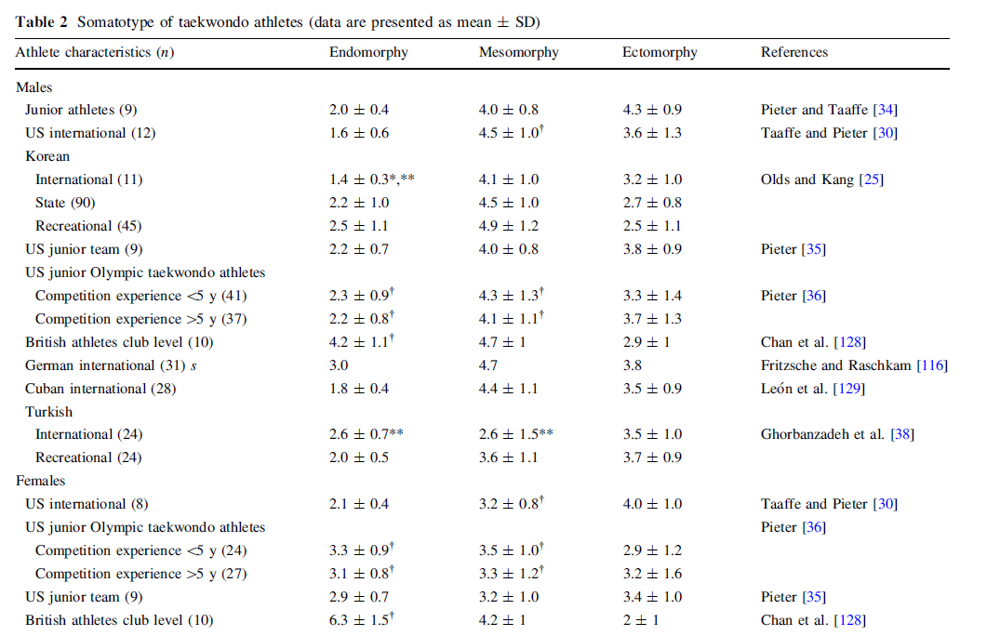 Table 2 Somatotype of taekwondo athletes (data are presented as mean ± SD)
Athlete characteristics (n) Endomorphy Mesomorphy Ectomorphy References
Males
Junior athletes (9) 2.0 ± 0.4 4.0 ± 0.8 4.3 ± 0.9 Pieter and Taaffe [34]
US international (12) 1.6 ± 0.6 4.5 ± 1.0† 3.6 ± 1.3 Taaffe and Pieter [30]
Korean
International (11) 1.4 ± 0.3*,** 4.1 ± 1.0 3.2 ± 1.0 Olds and Kang [25]
State (90) 2.2 ± 1.0 4.5 ± 1.0 2.7 ± 0.8
Recreational (45) 2.5 ± 1.1 4.9 ± 1.2 2.5 ± 1.1
US junior team (9) 2.2 ± 0.7 4.0 ± 0.8 3.8 ± 0.9 Pieter [35]
US junior Olympic taekwondo athletes
Competition experience <5 y (41) 2.3 ± 0.9† 4.3 ± 1.3† 3.3 ± 1.4 Pieter [36]
Competition experience >5 y (37) 2.2 ± 0.8† 4.1 ± 1.1† 3.7 ± 1.3
British athletes club level (10) 4.2 ± 1.1† 4.7 ± 1 2.9 ± 1 Chan et al. [128]
German international (31) s 3.0 4.7 3.8 Fritzsche and Raschkam [116]
Cuban international (28) 1.8 ± 0.4 4.4 ± 1.1 3.5 ± 0.9 León et al. [129]
Turkish
International (24) 2.6 ± 0.7** 2.6 ± 1.5** 3.5 ± 1.0 Ghorbanzadeh et al. [38]
Recreational (24) 2.0 ± 0.5 3.6 ± 1.1 3.7 ± 0.9
Females
US international (8) 2.1 ± 0.4 3.2 ± 0.8† 4.0 ± 1.0 Taaffe and Pieter [30]
US junior Olympic taekwondo athletes Pieter [36]
Competition experience <5 y (24) 3.3 ± 0.9† 3.5 ± 1.0† 2.9 ± 1.2
Competition experience >5 y (27) 3.1 ± 0.8† 3.3 ± 1.2† 3.2 ± 1.6
US junior team (9) 2.9 ± 0.7 3.2 ± 1.0 3.4 ± 1.0 Pieter [35]
British athletes club level (10) 6.3 ± 1.5† 4.2 ± 1 2 ± 1 Chan et al. [128]